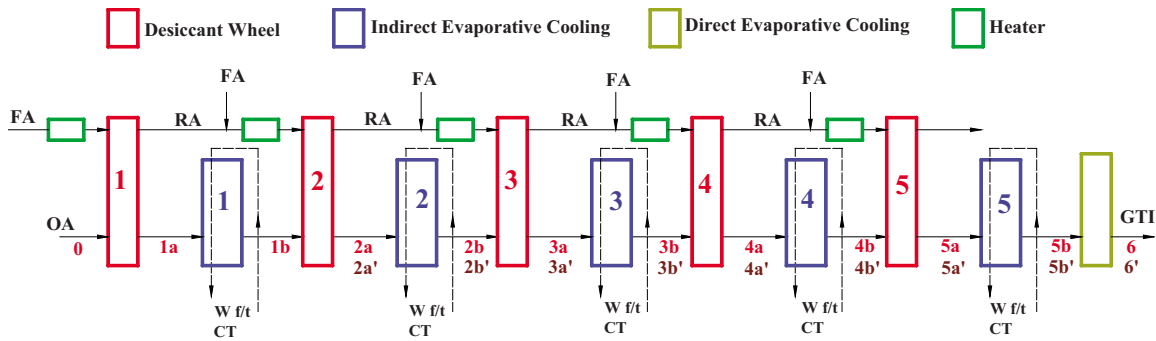 Desiccant Wheel
Indirect Evaporative Cooling
Direct Evaporative Cooling
Heater
FA
FA
FA
FA
FA
RA
RA
RA
RA
1
2
3
4
5
1
2
3
4
5
OA
GTI
0
1a
1b
2a
2b
3a
3b
4a
4b
5a
5b
6
2a'
2b'
3a'
3b'
4a'
4b'
5a'
5b'
6'
W f/t
CT
W f/t
CT
W f/t
CT
W f/t
CT
W f/t
CT